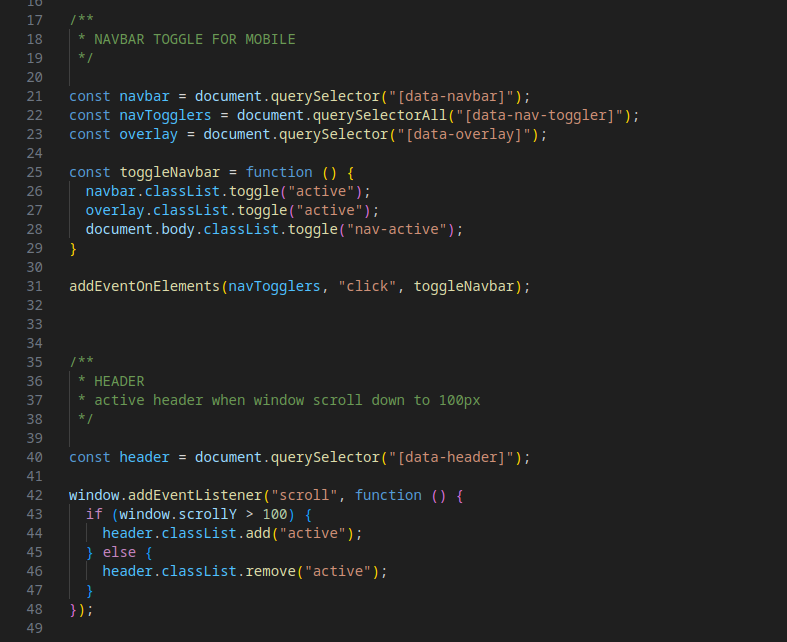 16
17 /**
18  * NAVBAR TOGGLE FOR MOBILE
19  */
20
21 const navbar = document.querySelector("[data-navbar]");
22 const navTogglers = document.querySelectorAll("[data-nav-toggler]");
23 const overlay = document.querySelector("[data-overlay]");
24
25 const toggleNavbar = function () {
26   navbar.classList.toggle("active");
27   overlay.classList.toggle("active");
28   document.body.classList.toggle("nav-active");
29 }
30
31 addEventOnElements(navTogglers, "click", toggleNavbar);
32
33
34
35 /**
36  * HEADER
37  * active header when window scroll down to 100px
38  */
39
40 const header = document.querySelector("[data-header]");
41
42 window.addEventListener("scroll", function () {
43   if (window.scrollY > 100) {
44     header.classList.add("active");
45   } else {
46     header.classList.remove("active");
47   }
48 });
49